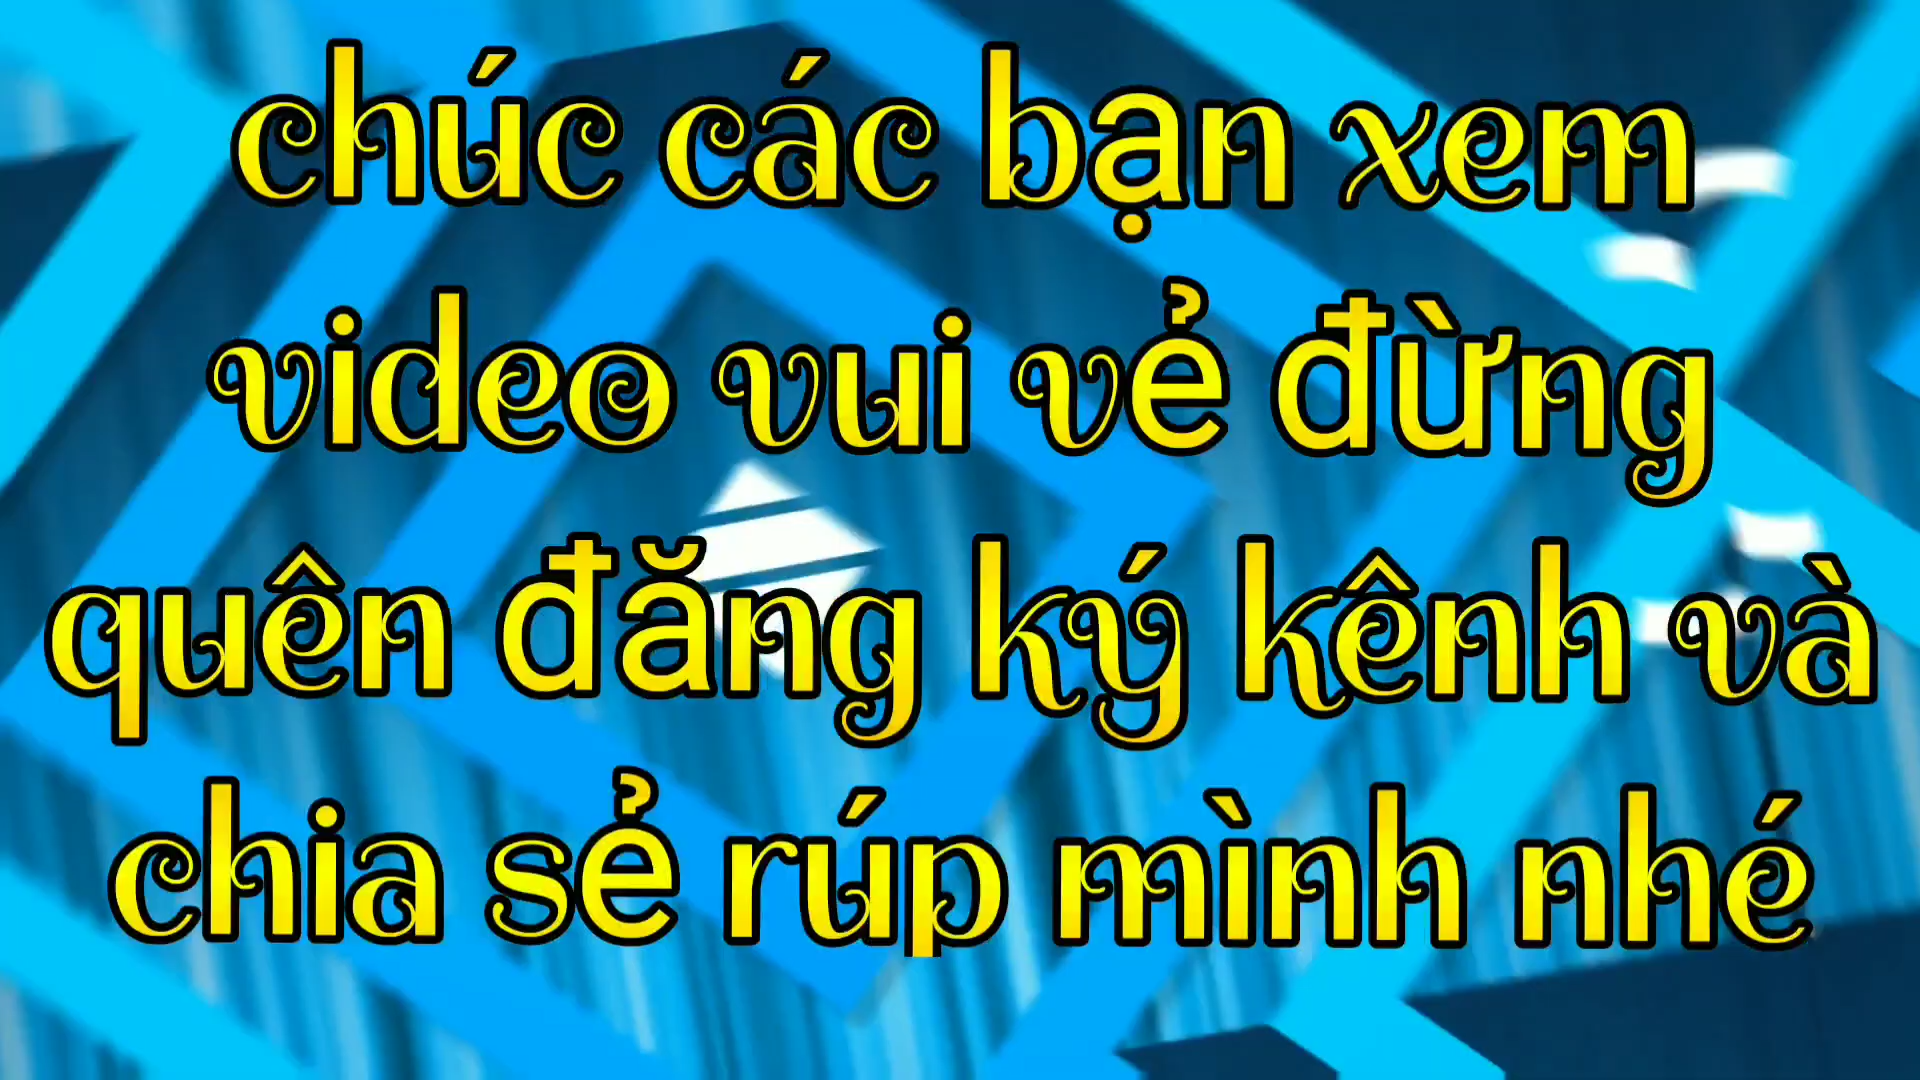 chúc các bạn xem
video vui vẻ đừng
quên đăng ký kênh và
chia sẻ rúp mình nhé